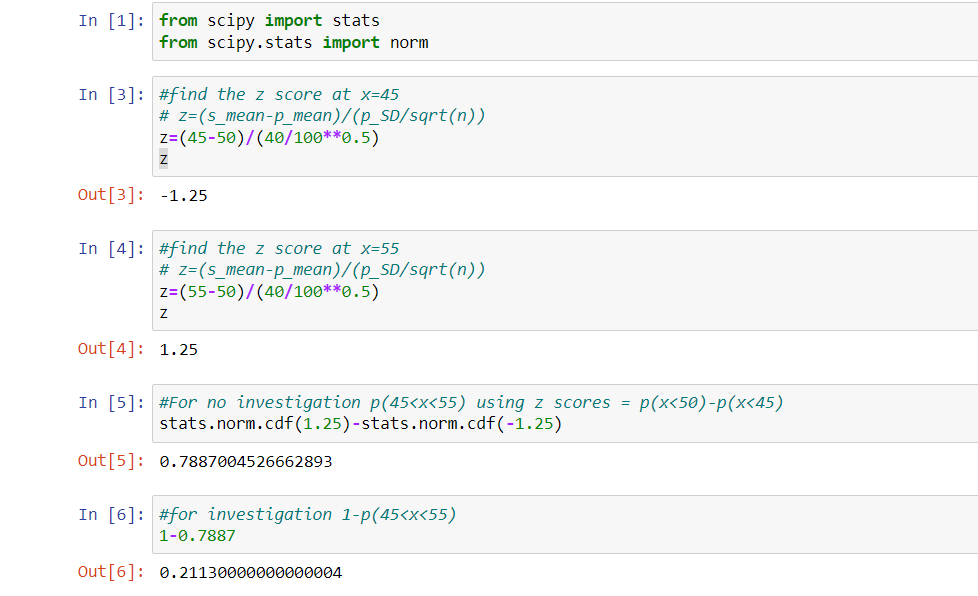 In [1]: from scipy import stats
from scipy.stats import norm
In [3]: #find the z score at x=45
# z=(s_mean-p_mean)/(p_SD/sqrt(n))
z=(45-50)/(40/100**0.5)
z
Out[3]: -1.25
In [4]: #find the z score at x=55
# z=(s_mean-p_mean)/(p_SD/sqrt(n))
z=(55-50)/(40/100**0.5)
z
Out[4]: 1.25
In [5]: #For no investigation p(45<x<55) using z scores = p(x<50)-p(x<45)
stats.norm.cdf(1.25)-stats.norm.cdf(-1.25)
Out[5]: 0.7887004526662893
In [6]: #for investigation 1-p(45<x<55)
1-0.7887
Out[6]: 0.21130000000000004